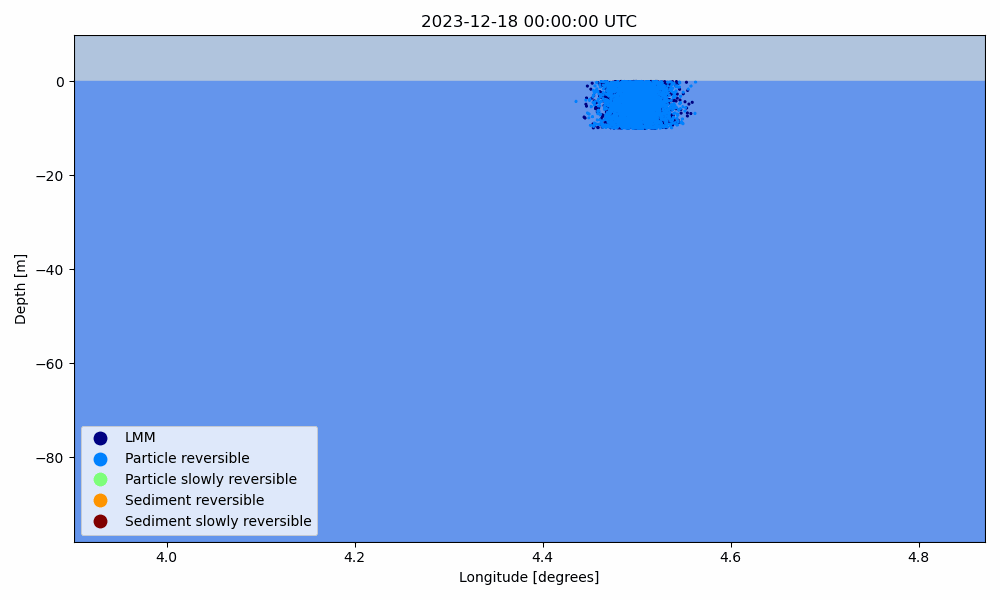 2023-12-18 00:00:00 UTC
0
−20
−40
−60
−80
Depth [m]
LMM
Particle reversible
Particle slowly reversible
Sediment reversible
Sediment slowly reversible
4.0 4.2 4.4 4.6 4.8
Longitude [degrees]